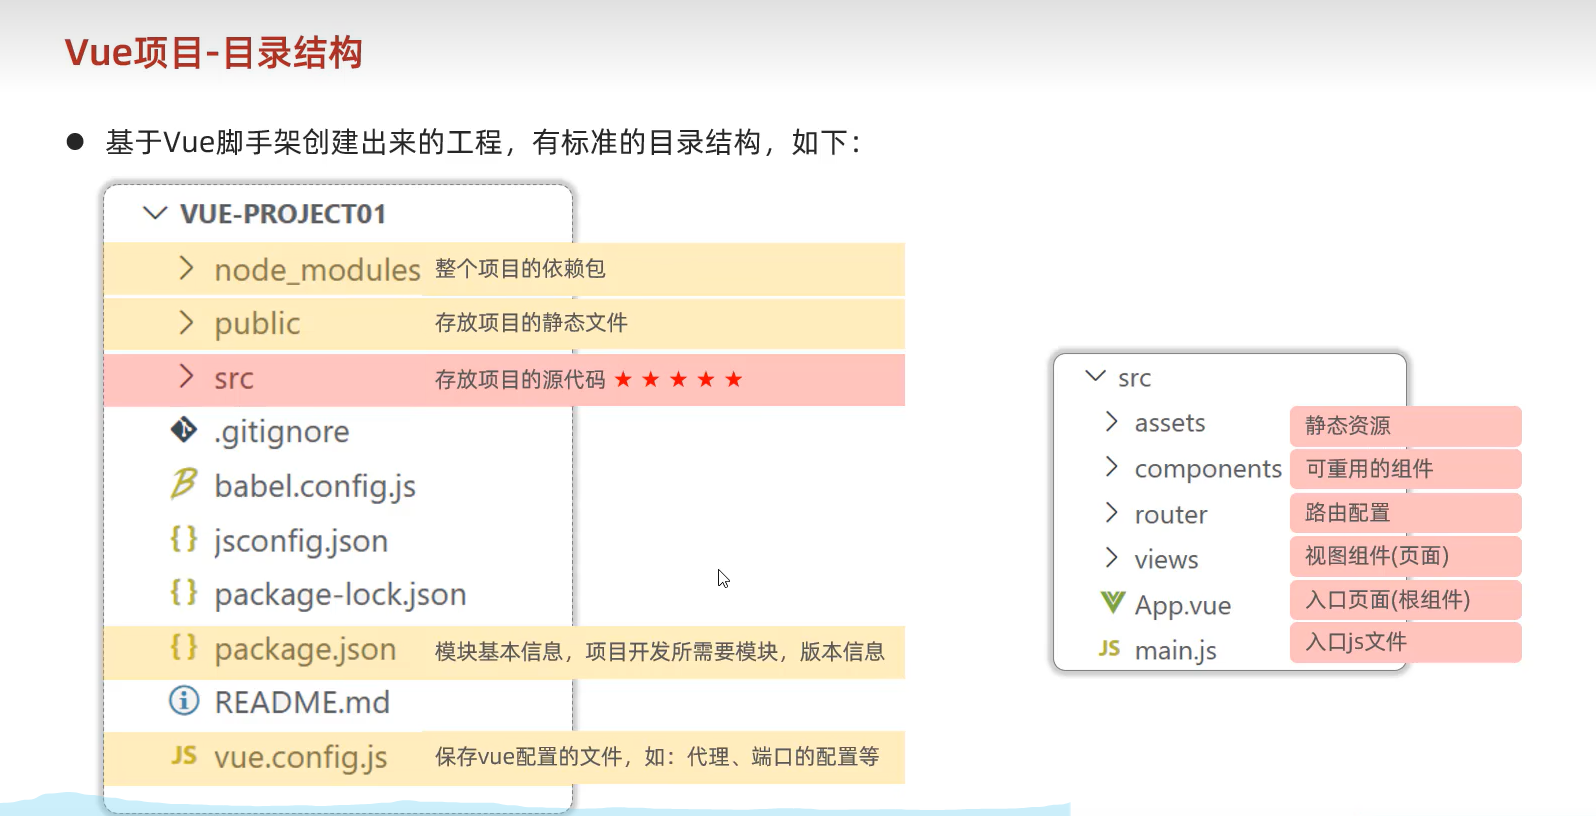 Vue项目-目录结构
● 基于Vue脚手架创建出来的工程，有标准的目录结构，如下：
VUE-PROJECT01
node_modules 整个项目的依赖包
public 存放项目的静态文件
src 存放项目的源代码 ★ ★ ★ ★ ★
.gitignore
babel.config.js
{} jsconfig.json
{} package-lock.json
{} package.json 模块基本信息，项目开发所需要模块，版本信息
README.md
JS vue.config.js 保存vue配置的文件，如：代理、端口的配置等
src
assets 静态资源
components 可重用的组件
router 路由配置
views 视图组件(页面)
App.vue 入口页面(根组件)
JS main.js 入口js文件